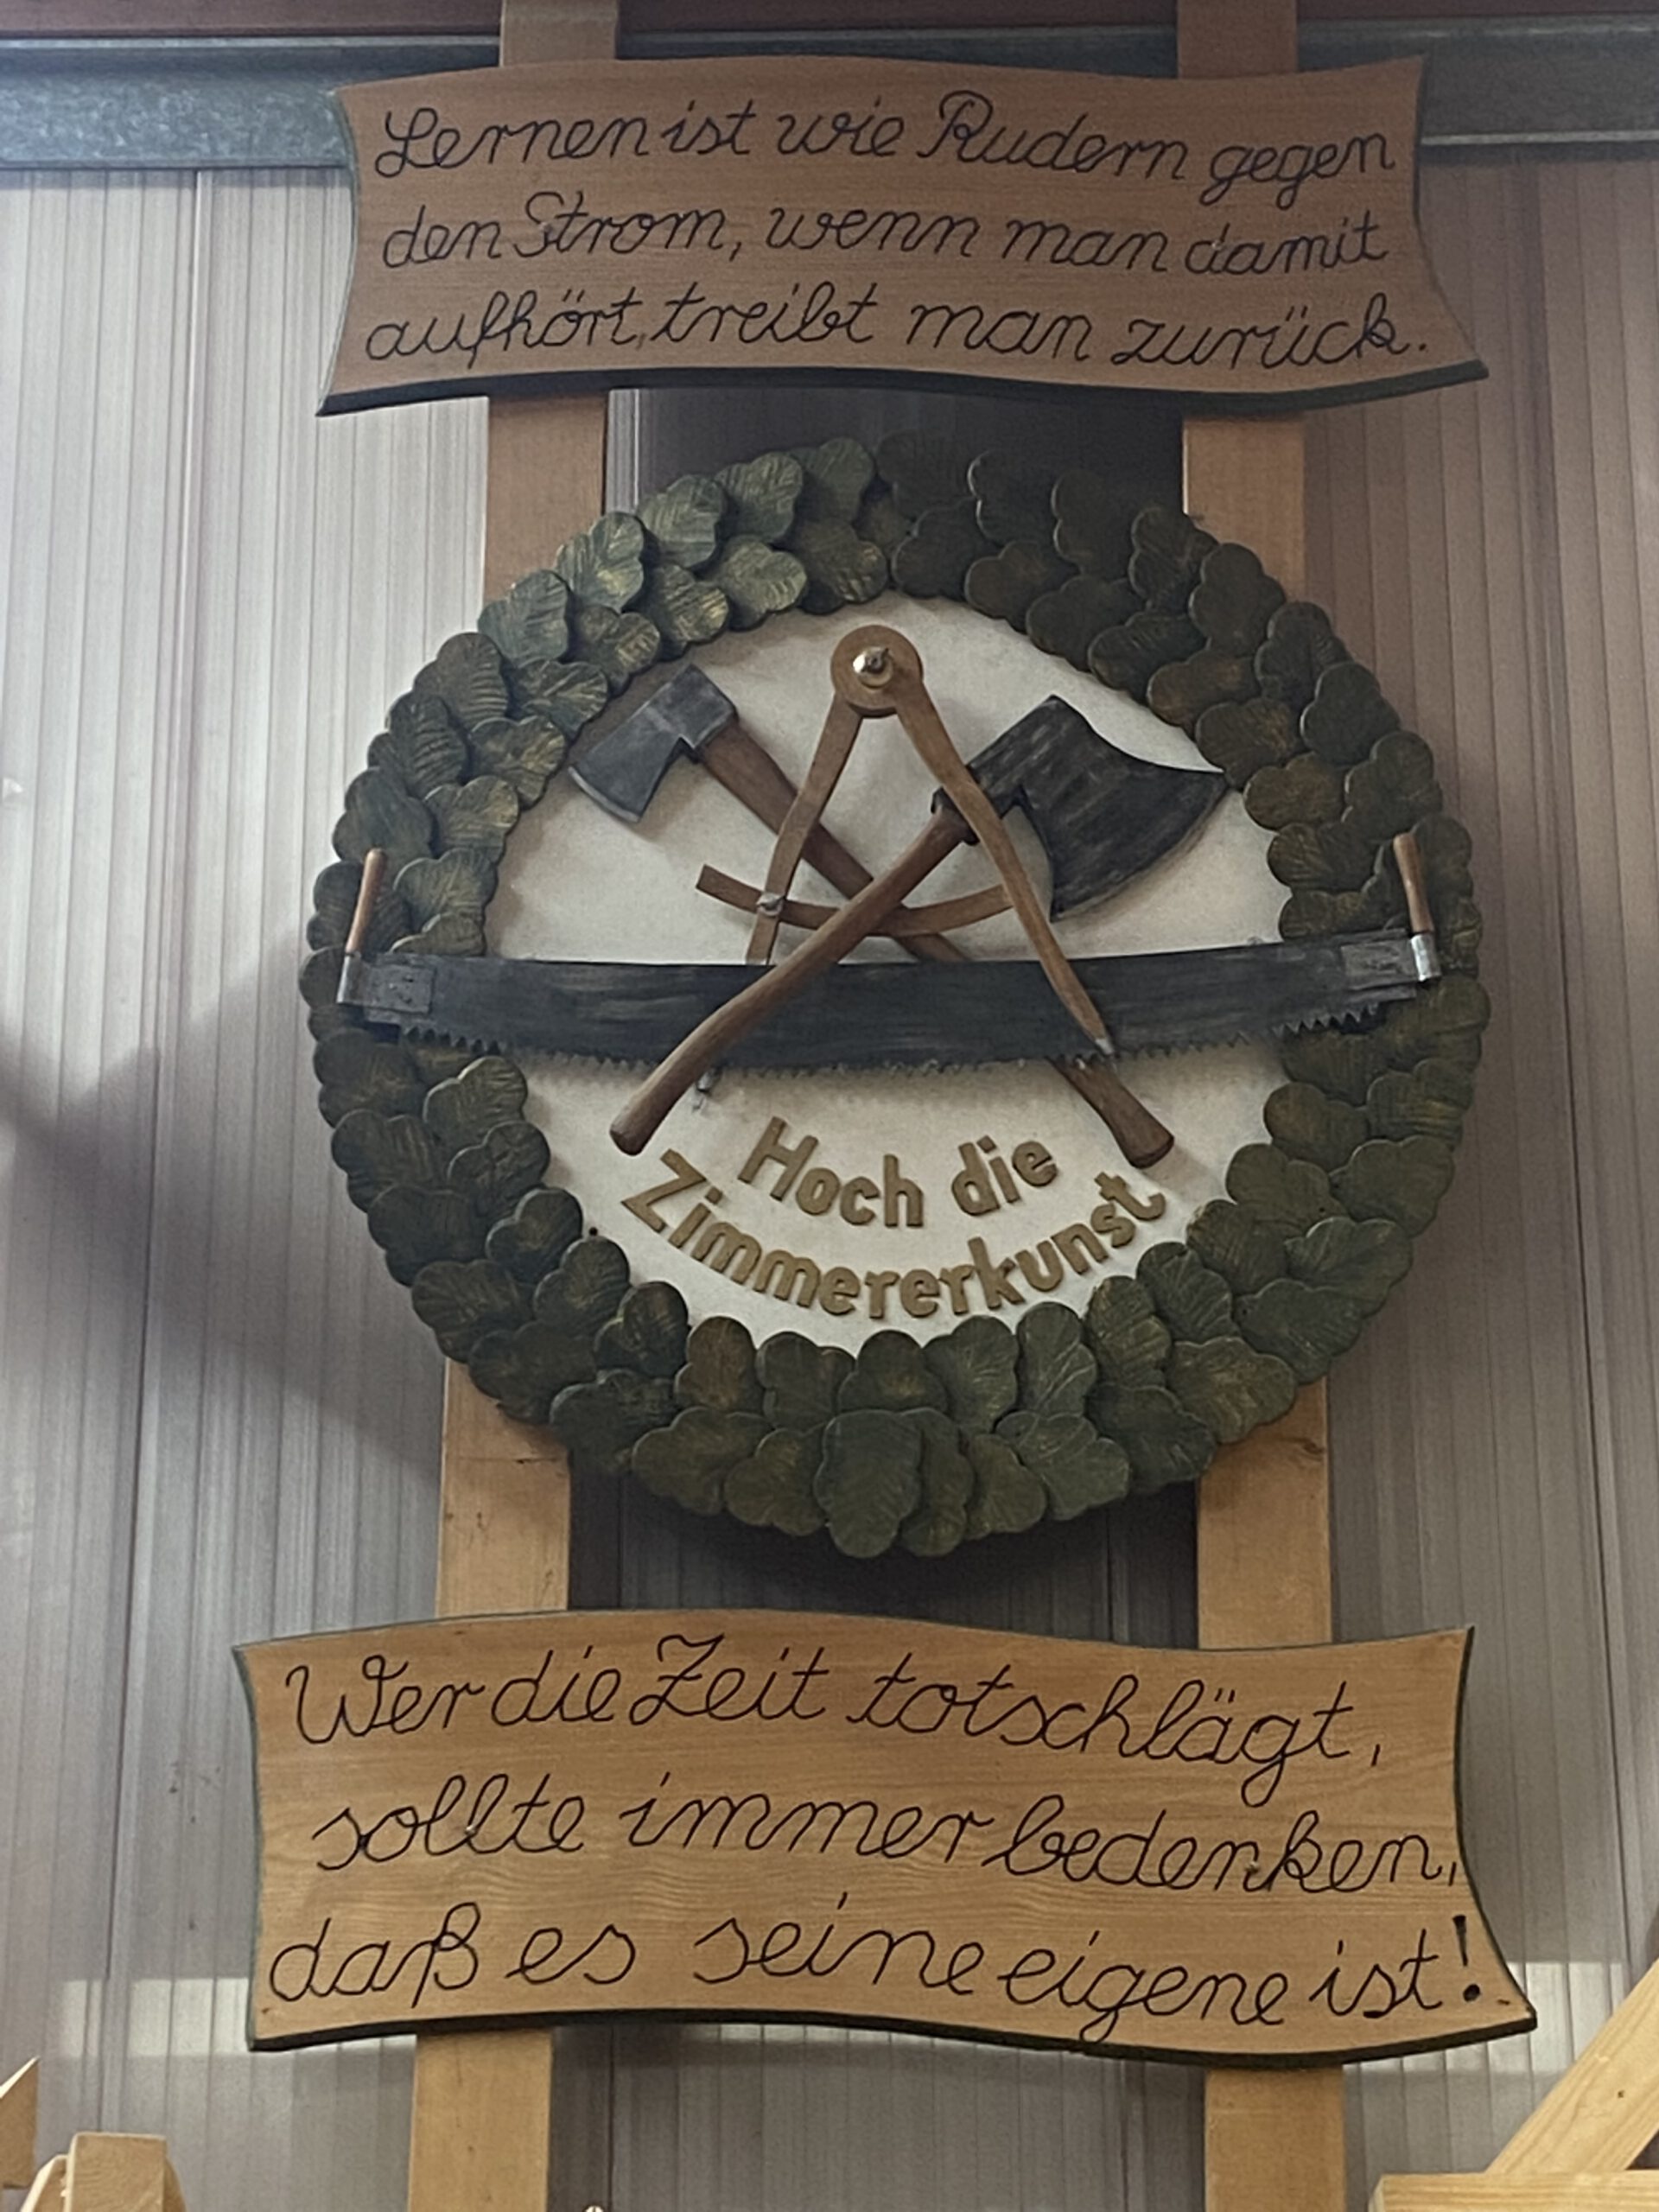 Lernen ist wie Rudern gegen
den Strom, wenn man damit
aufhört, treibt man zurück.
Hoch die
Zimmererkunst
Wer die Zeit totschlägt,
sollte immer bedenken,
daß es seine eigene ist!